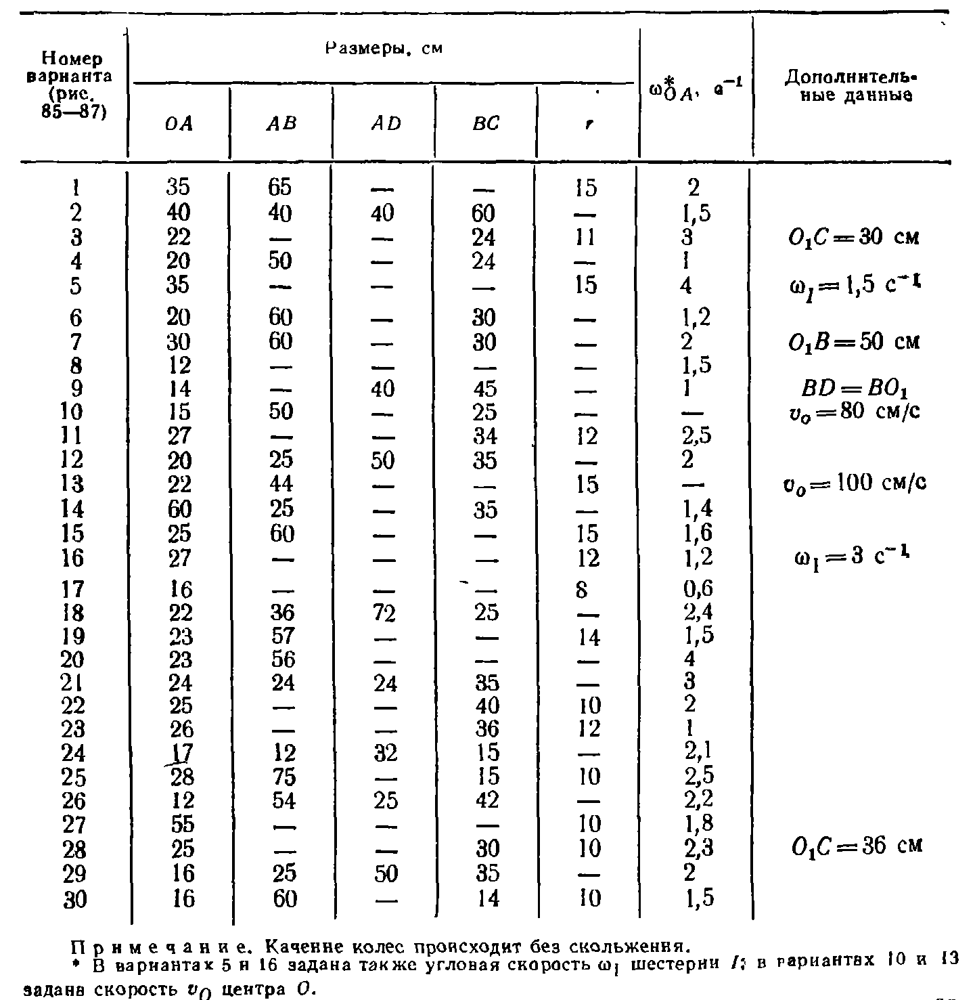 Номер варианта (рис. 85—87) | Размеры, см | ω*OA, с⁻¹ | Дополнитель-ные данные
OA | AB | AD | BC | r
1 35 65 — — 15 2
2 40 40 40 60 — 1,5
3 22 — — 24 11 3 O₁C = 30 см
4 20 50 — 24 — 1
5 35 — — — 15 4 ω₁ = 1,5 с⁻¹
6 20 60 — 30 — 1,2
7 30 60 — 30 — 2 O₁B = 50 см
8 12 — — — — 1,5
9 14 — 40 45 — 1 BD = BO₁
10 15 50 — 25 — — v₀ = 80 см/с
11 27 — — 34 12 2,5
12 20 25 50 35 — 2
13 22 44 — — 15 — v₀ = 100 см/с
14 60 25 — 35 — 1,4
15 25 60 — — 15 1,6
16 27 — — — 12 1,2 ω₁ = 3 с⁻¹
17 16 — — — 8 0,6
18 22 36 72 25 — 2,4
19 23 57 — — 14 1,5
20 23 56 — — — 4
21 24 24 24 35 — 3
22 25 — — 40 10 2
23 26 — — 36 12 1
24 17 12 32 15 — 2,1
25 28 75 — 15 10 2,5
26 12 54 25 42 — 2,2
27 55 — — — 10 1,8
28 25 — — 30 10 2,3 O₁C = 36 см
29 16 25 50 35 — 2
30 16 60 — 14 10 1,5
Примечание. Качение колес происходит без скольжения.
* В вариантах 5 и 16 задана также угловая скорость ω₁ шестерни I; в вариантах 10 и 13
задана скорость v_O центра O.